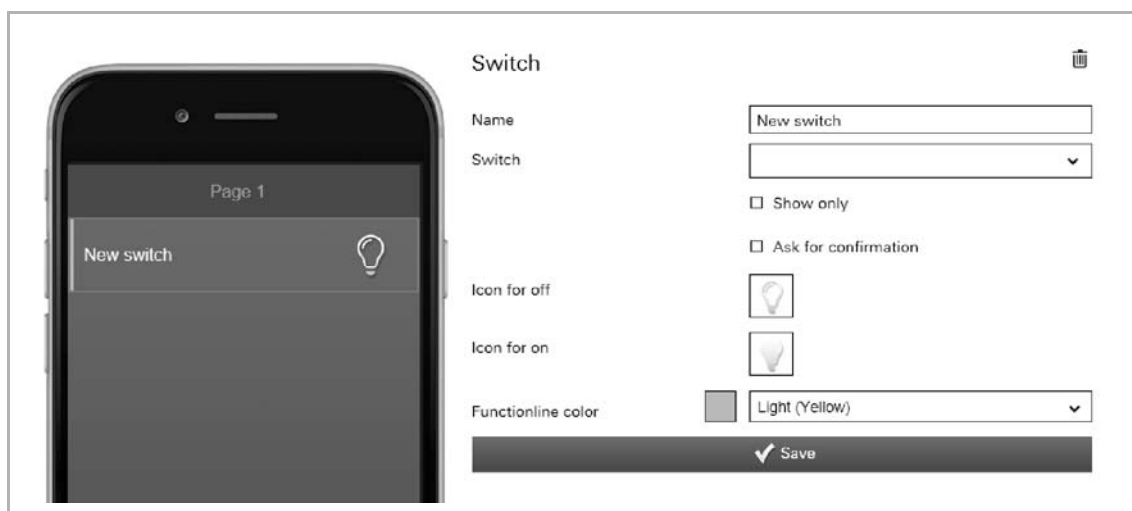 Page 1
New switch
Switch
Name
New switch
Switch
Show only
Ask for confirmation
Icon for off
Icon for on
Functionline color
Light (Yellow)
Save